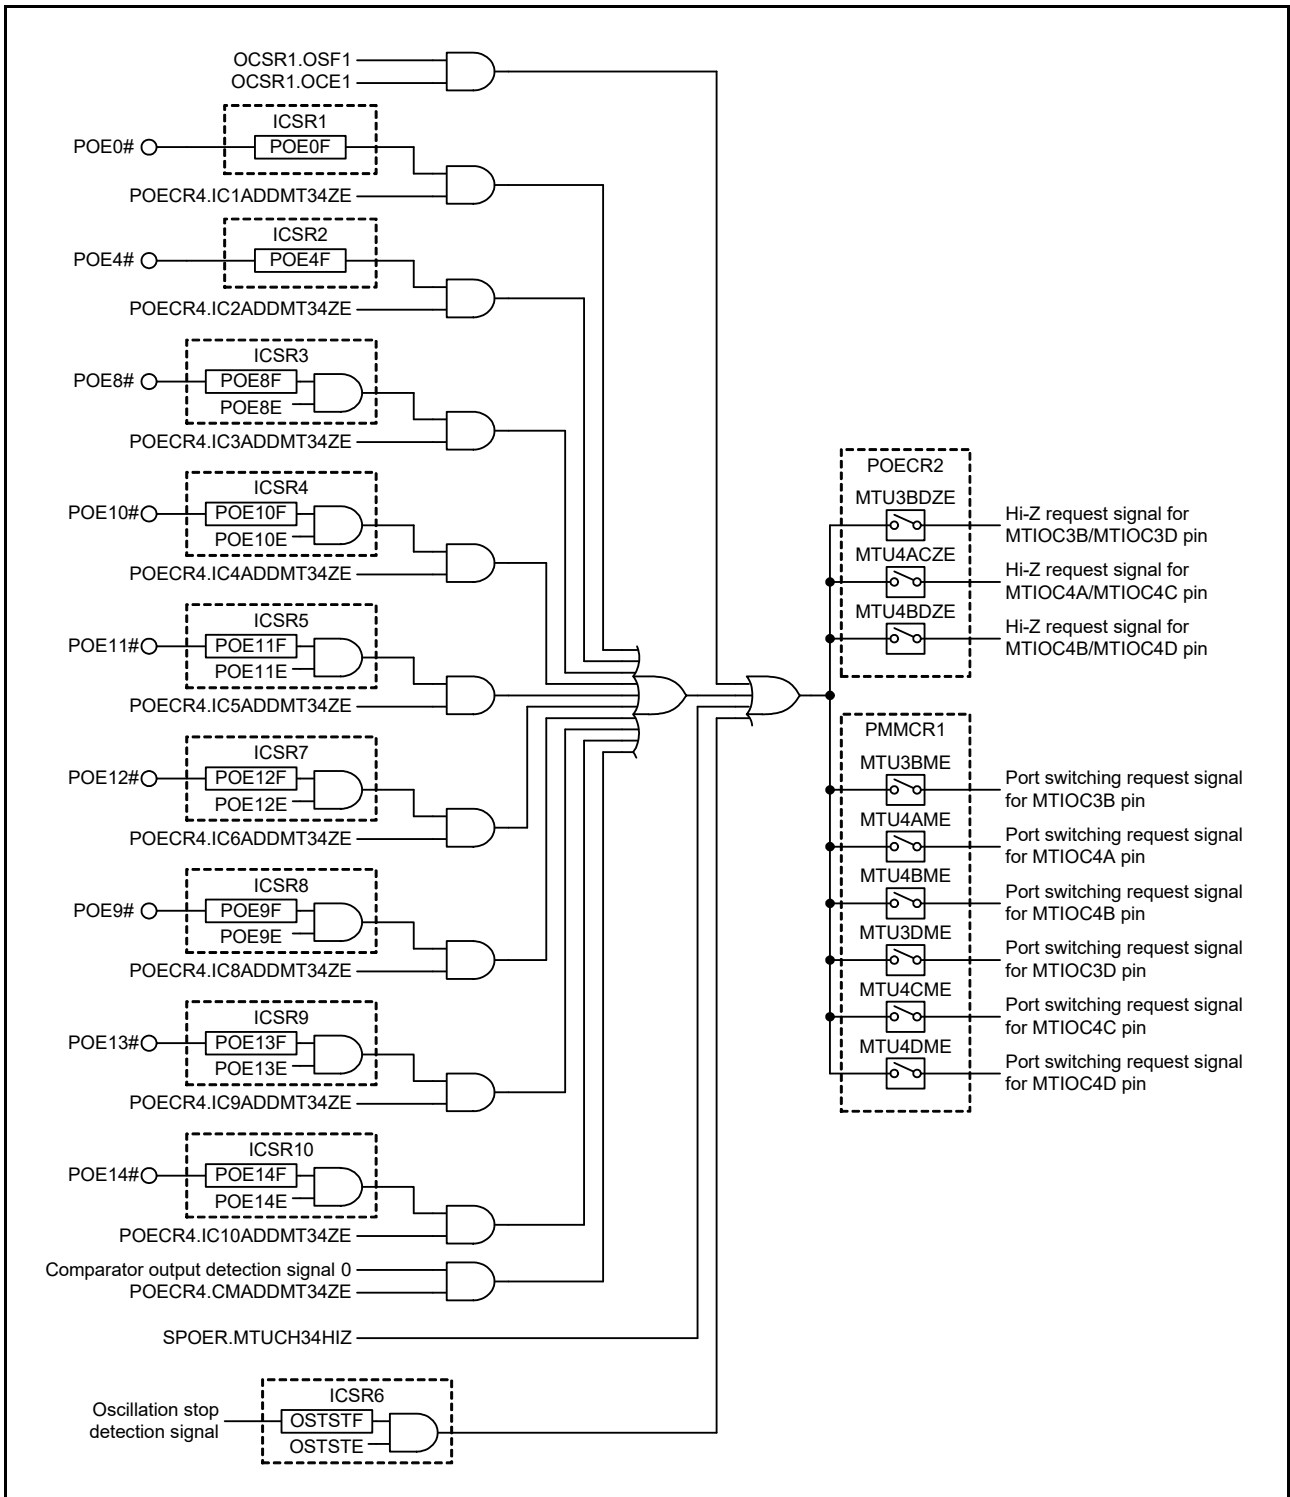 OCSR1.OSF1
OCSR1.OCE1
ICSR1
POE0#
POE0F
POECR4.IC1ADDMT34ZE
ICSR2
POE4#
POE4F
POECR4.IC2ADDMT34ZE
ICSR3
POE8#
POE8F
POE8E
POECR4.IC3ADDMT34ZE
ICSR4
POE10#
POE10F
POE10E
POECR4.IC4ADDMT34ZE
ICSR5
POE11#
POE11F
POE11E
POECR4.IC5ADDMT34ZE
ICSR7
POE12#
POE12F
POE12E
POECR4.IC6ADDMT34ZE
ICSR8
POE9#
POE9F
POE9E
POECR4.IC8ADDMT34ZE
ICSR9
POE13#
POE13F
POE13E
POECR4.IC9ADDMT34ZE
ICSR10
POE14#
POE14F
POE14E
POECR4.IC10ADDMT34ZE
Comparator output detection signal 0
POECR4.CMADDMT34ZE
SPOER.MTUCH34HIZ
ICSR6
Oscillation stop
detection signal
OSTSTF
OSTSTE
POECR2
MTU3BDZE
Hi-Z request signal for
MTIOC3B/MTIOC3D pin
MTU4ACZE
Hi-Z request signal for
MTIOC4A/MTIOC4C pin
MTU4BDZE
Hi-Z request signal for
MTIOC4B/MTIOC4D pin
PMMCR1
MTU3BME
Port switching request signal
for MTIOC3B pin
MTU4AME
Port switching request signal
for MTIOC4A pin
MTU4BME
Port switching request signal
for MTIOC4B pin
MTU3DME
Port switching request signal
for MTIOC3D pin
MTU4CME
Port switching request signal
for MTIOC4C pin
MTU4DME
Port switching request signal
for MTIOC4D pin